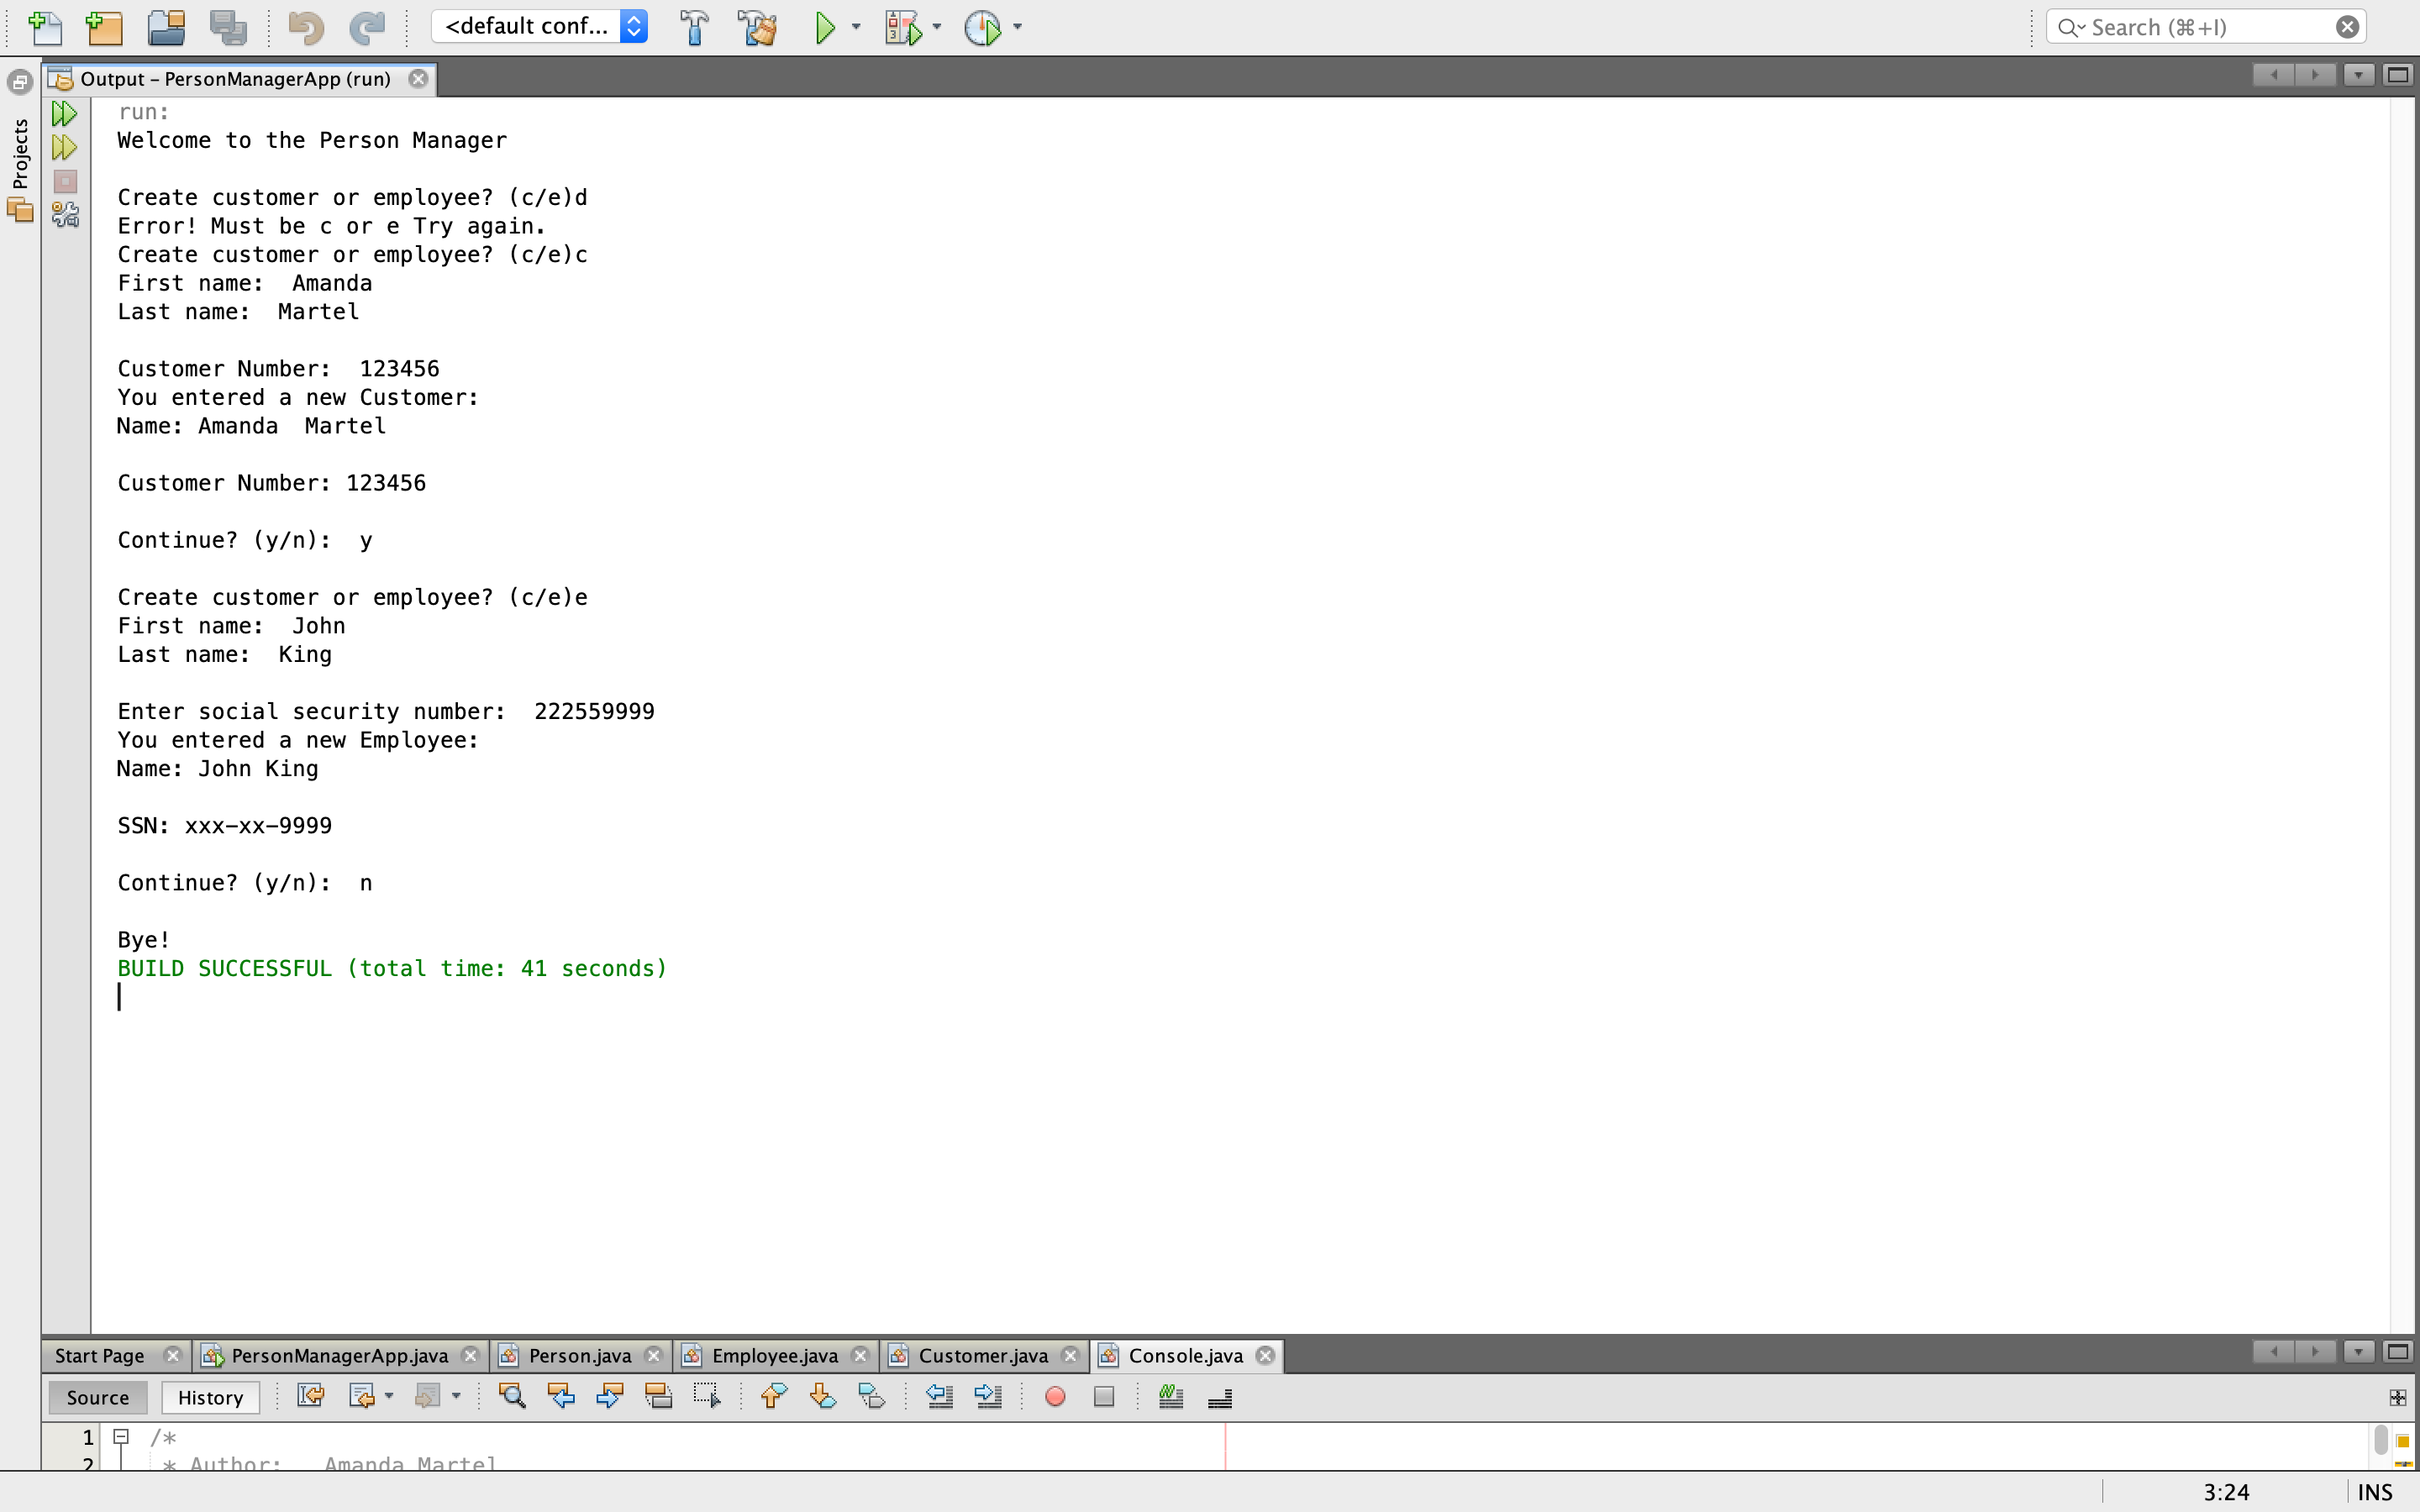 <default conf...
Search (⌘+I)
Projects
Output – PersonManagerApp (run)
run:
Welcome to the Person Manager
Create customer or employee? (c/e)d
Error! Must be c or e Try again.
Create customer or employee? (c/e)c
First name:  Amanda
Last name:  Martel
Customer Number:  123456
You entered a new Customer:
Name: Amanda  Martel
Customer Number: 123456
Continue? (y/n):  y
Create customer or employee? (c/e)e
First name:  John
Last name:  King
Enter social security number:  222559999
You entered a new Employee:
Name: John King
SSN: xxx-xx-9999
Continue? (y/n):  n
Bye!
BUILD SUCCESSFUL (total time: 41 seconds)
Start Page PersonManagerApp.java Person.java Employee.java Customer.java Console.java
Source History
1 /*
2 * Author:   Amanda Martel
3:24 INS